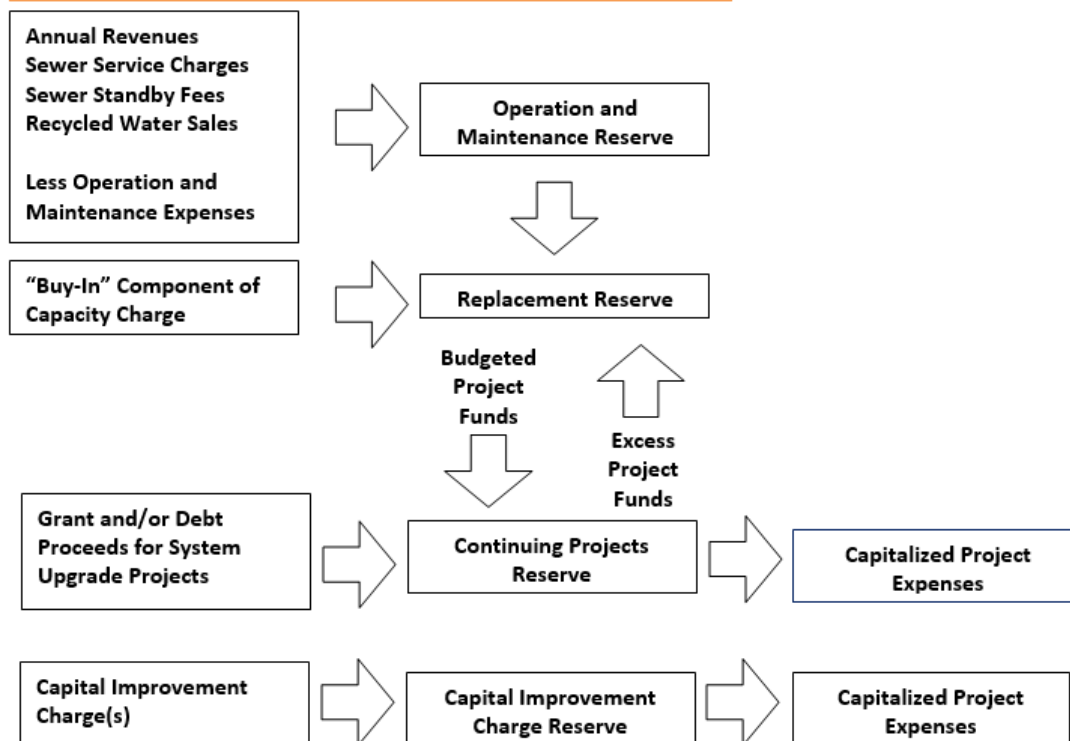 Annual Revenues
Sewer Service Charges
Sewer Standby Fees
Recycled Water Sales
Less Operation and
Maintenance Expenses
Operation and
Maintenance Reserve
“Buy-In” Component of
Capacity Charge
Replacement Reserve
Budgeted
Project
Funds
Excess
Project
Funds
Grant and/or Debt
Proceeds for System
Upgrade Projects
Continuing Projects
Reserve
Capitalized Project
Expenses
Capital Improvement
Charge(s)
Capital Improvement
Charge Reserve
Capitalized Project
Expenses